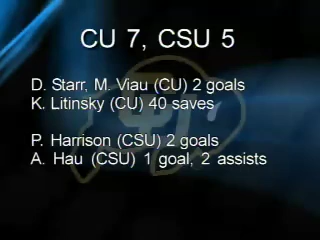 CU 7, CSU 5
D. Starr, M. Viau (CU) 2 goals
K. Litinsky (CU) 40 saves
P. Harrison (CSU) 2 goals
A. Hau (CSU) 1 goal, 2 assists